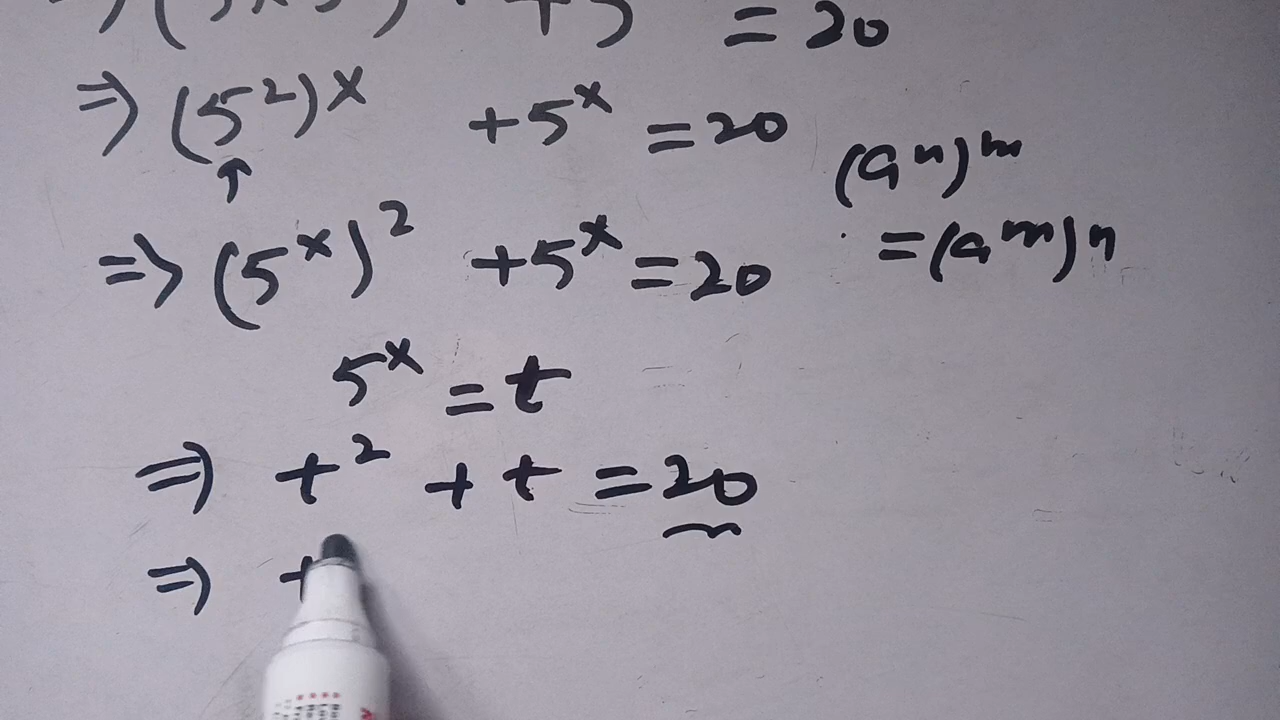 = 20
⇒ (5²)ˣ + 5ˣ = 20
↑
(aⁿ)ᵐ
⇒ (5ˣ)² + 5ˣ = 20
= (aᵐ)ⁿ
5ˣ = t
⇒ t² + t = 20
⇒ t